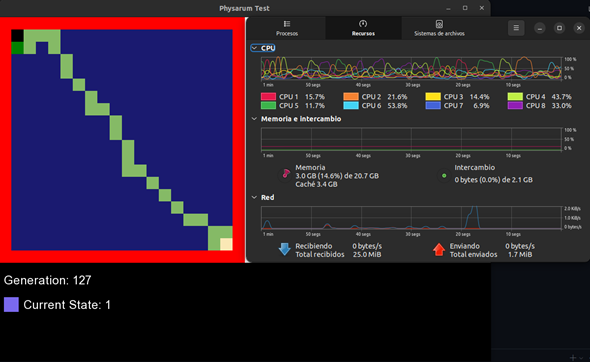 Physarum Test
Procesos
Recursos
Sistemas de archivos
CPU
100 %
50 %
0 %
1 min
50 segs
40 segs
30 segs
20 segs
10 segs
CPU 1 15.7% CPU 2 21.6% CPU 3 14.4% CPU 4 43.7%
CPU 5 11.7% CPU 6 53.8% CPU 7 6.9% CPU 8 33.0%
Memoria e intercambio
100 %
50 %
0 %
1 min
50 segs
40 segs
30 segs
20 segs
10 segs
Memoria
3.0 GB (14.6%) de 20.7 GB
Caché 3.4 GB
Intercambio
0 bytes (0.0%) de 2.1 GB
Red
2.0 KiB/s
1.0 KiB/s
0 bytes/s
1 min
50 segs
40 segs
30 segs
20 segs
10 segs
Recibiendo 0 bytes/s
Total recibidos 25.0 MiB
Enviando 0 bytes/s
Total enviados 1.7 MiB
Generation: 127
Current State: 1